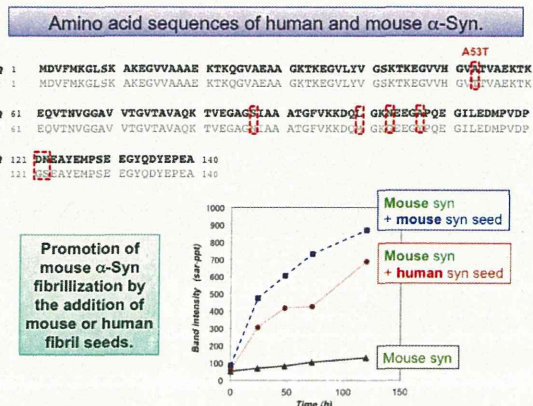 Amino acid sequences of human and mouse α-Syn.
A53T
1 MDVFMKGLSK AKEGVVAAAE KTKQGVAEAA GKTKEGVLYV GSKTKEGVVH GVATVAEKTK
1 MDVFMKGLSK AKEGVVAAAE KTKQGVAEAA GKTKEGVLYV GSKTKEGVVH GVTTVAEKTK
61 EQVTNVGGAV VTGVTAVAQK TVEGAGSIAA ATGFVKKDQL GKNEEGAPQE GILEDMPVDP
61 EQVTNVGGAV VTGVTAVAQK TVEGAGNIAA ATGFVKKDQM GKGEEGYPQE GILEDMPVDP
121 DNEAYEMPSE EGYQDYEPEA 140
121 GSEAYEMPSE EGYQDYEPEA 140
Promotion of
mouse α-Syn
fibrillization by
the addition of
mouse or human
fibril seeds.
Band intensity (sar-ppt)
1000
900
800
700
600
500
400
300
200
100
0
0
50
100
150
Time (h)
Mouse syn
+ mouse syn seed
Mouse syn
+ human syn seed
Mouse syn